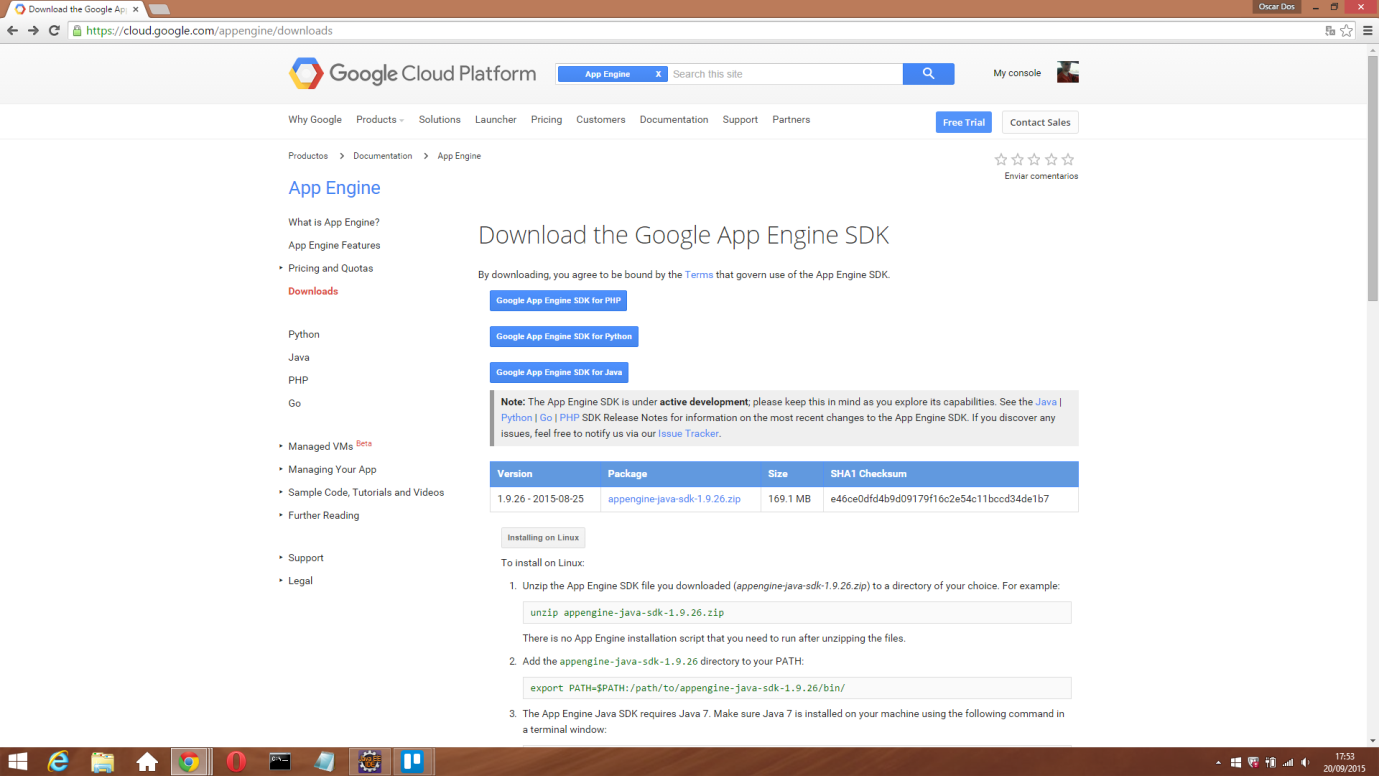 Download the Google Ap
Oscar Dos
https://cloud.google.com/appengine/downloads
Google Cloud Platform
App Engine x
Search this site
My console
Why Google Products Solutions Launcher Pricing Customers Documentation Support Partners
Free Trial
Contact Sales
Productos > Documentation > App Engine
Enviar comentarios
App Engine
What is App Engine?
App Engine Features
Pricing and Quotas
Downloads
Python
Java
PHP
Go
Managed VMs Beta
Managing Your App
Sample Code, Tutorials and Videos
Further Reading
Support
Legal
Download the Google App Engine SDK
By downloading, you agree to be bound by the Terms that govern use of the App Engine SDK.
Google App Engine SDK for PHP
Google App Engine SDK for Python
Google App Engine SDK for Java
Note: The App Engine SDK is under active development; please keep this in mind as you explore its capabilities. See the Java |
Python | Go | PHP SDK Release Notes for information on the most recent changes to the App Engine SDK. If you discover any
issues, feel free to notify us via our Issue Tracker.
Version Package Size SHA1 Checksum
1.9.26 - 2015-08-25 appengine-java-sdk-1.9.26.zip 169.1 MB e46ce0dfd4b9d09179f16c2e54c11bccd34de1b7
Installing on Linux
To install on Linux:
1. Unzip the App Engine SDK file you downloaded (appengine-java-sdk-1.9.26.zip) to a directory of your choice. For example:
unzip appengine-java-sdk-1.9.26.zip
There is no App Engine installation script that you need to run after unzipping the files.
2. Add the appengine-java-sdk-1.9.26 directory to your PATH:
export PATH=$PATH:/path/to/appengine-java-sdk-1.9.26/bin/
3. The App Engine Java SDK requires Java 7. Make sure Java 7 is installed on your machine using the following command in
a terminal window:
Java EE
IDE
17:53
20/09/2015